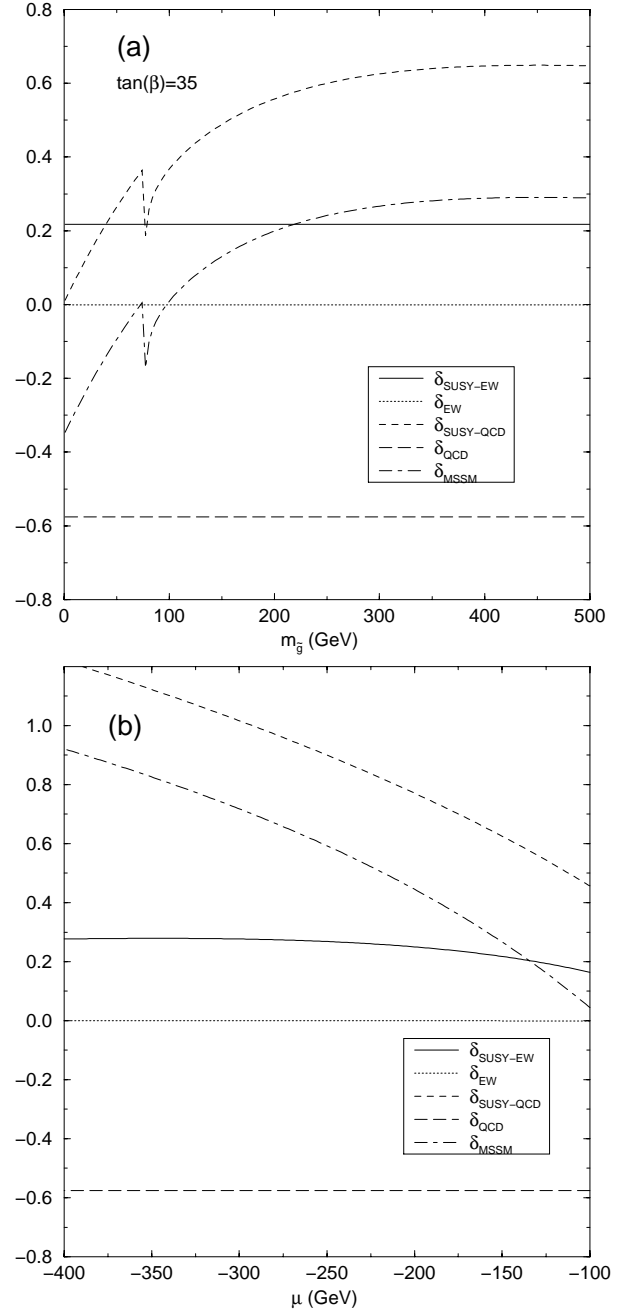 0.8
(a)
tan(β)=35
0.6
0.4
0.2
0.0
−0.2
δSUSY−EW
δEW
δSUSY−QCD
δQCD
δMSSM
−0.4
−0.6
−0.8
0 100 200 300 400 500
mg̃ (GeV)
(b)
1.0
0.8
0.6
0.4
0.2
0.0
δSUSY−EW
δEW
δSUSY−QCD
δQCD
δMSSM
−0.2
−0.4
−0.6
−0.8
−400 −350 −300 −250 −200 −150 −100
μ (GeV)